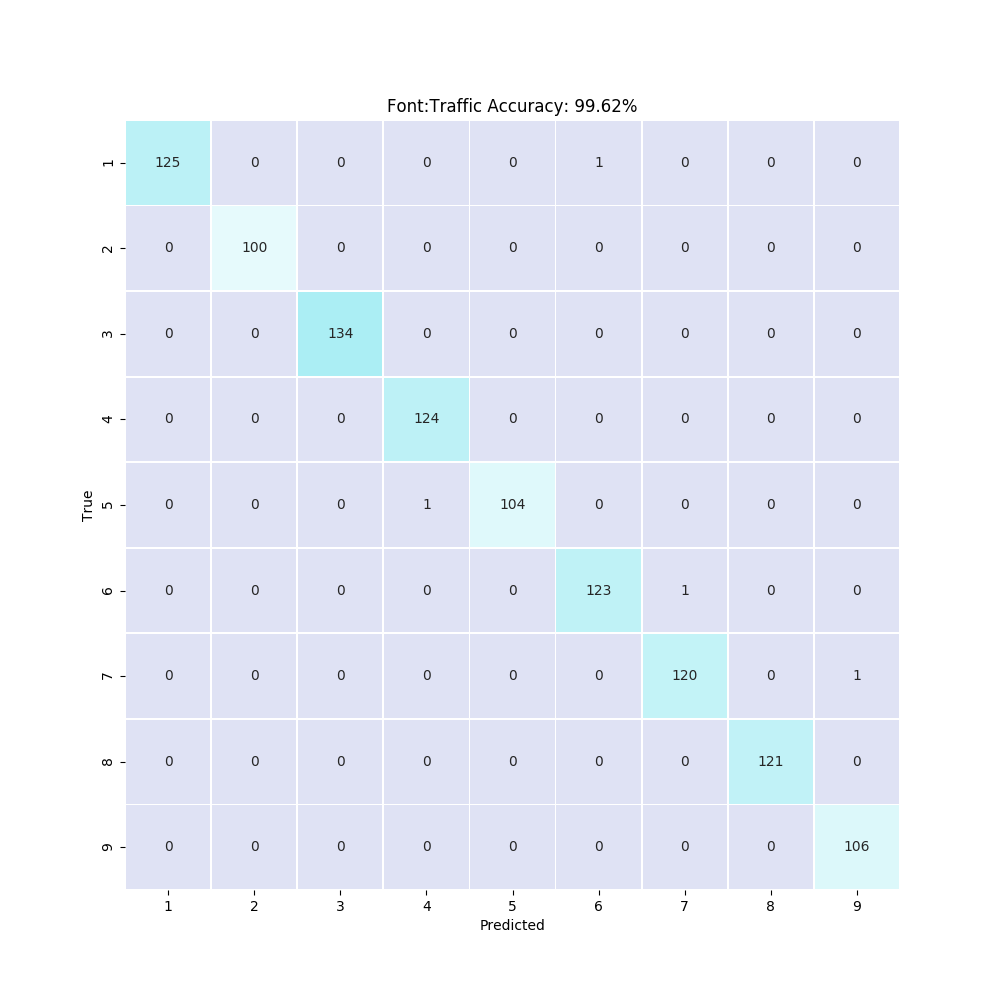 Font:Traffic Accuracy: 99.62%
1 125 0 0 0 0 1 0 0 0
2 0 100 0 0 0 0 0 0 0
3 0 0 134 0 0 0 0 0 0
4 0 0 0 124 0 0 0 0 0
True
5 0 0 0 1 104 0 0 0 0
6 0 0 0 0 0 123 1 0 0
7 0 0 0 0 0 0 120 0 1
8 0 0 0 0 0 0 0 121 0
9 0 0 0 0 0 0 0 0 106
1 2 3 4 5 6 7 8 9
Predicted